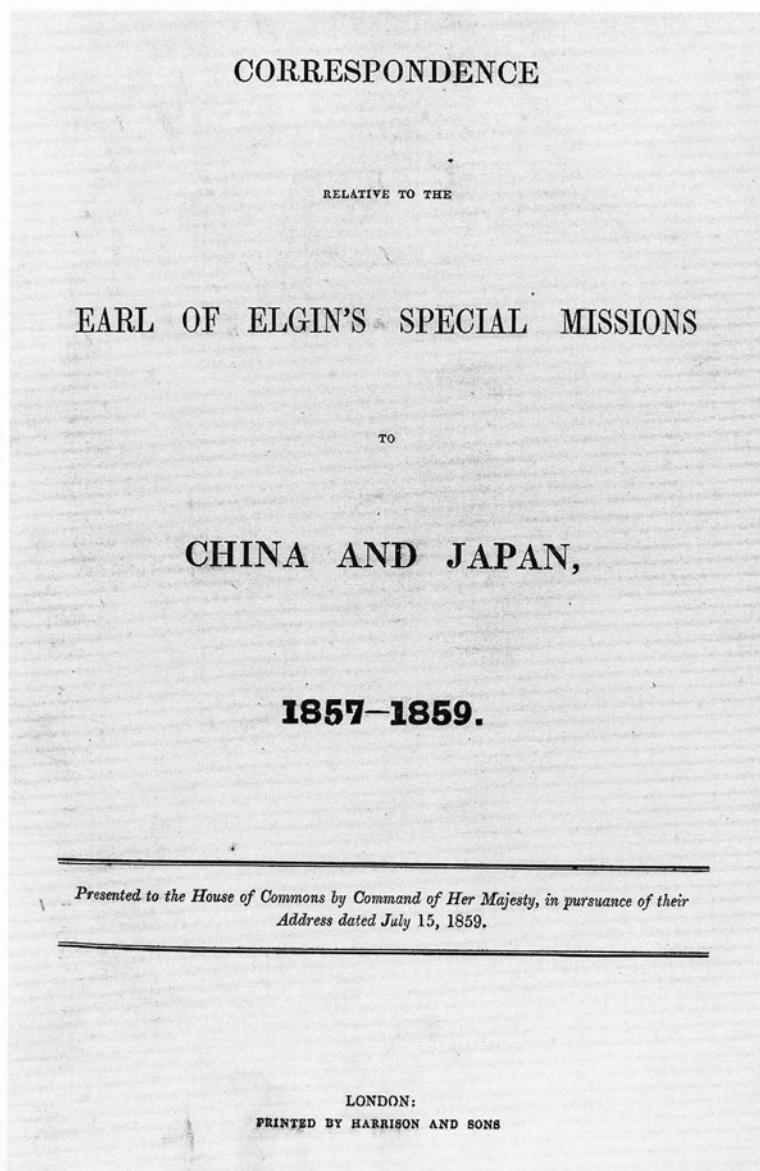 CORRESPONDENCE
RELATIVE TO THE
EARL OF ELGIN'S SPECIAL MISSIONS
TO
CHINA AND JAPAN,
1857–1859.
Presented to the House of Commons by Command of Her Majesty, in pursuance of their
Address dated July 15, 1859.
LONDON:
PRINTED BY HARRISON AND SONS